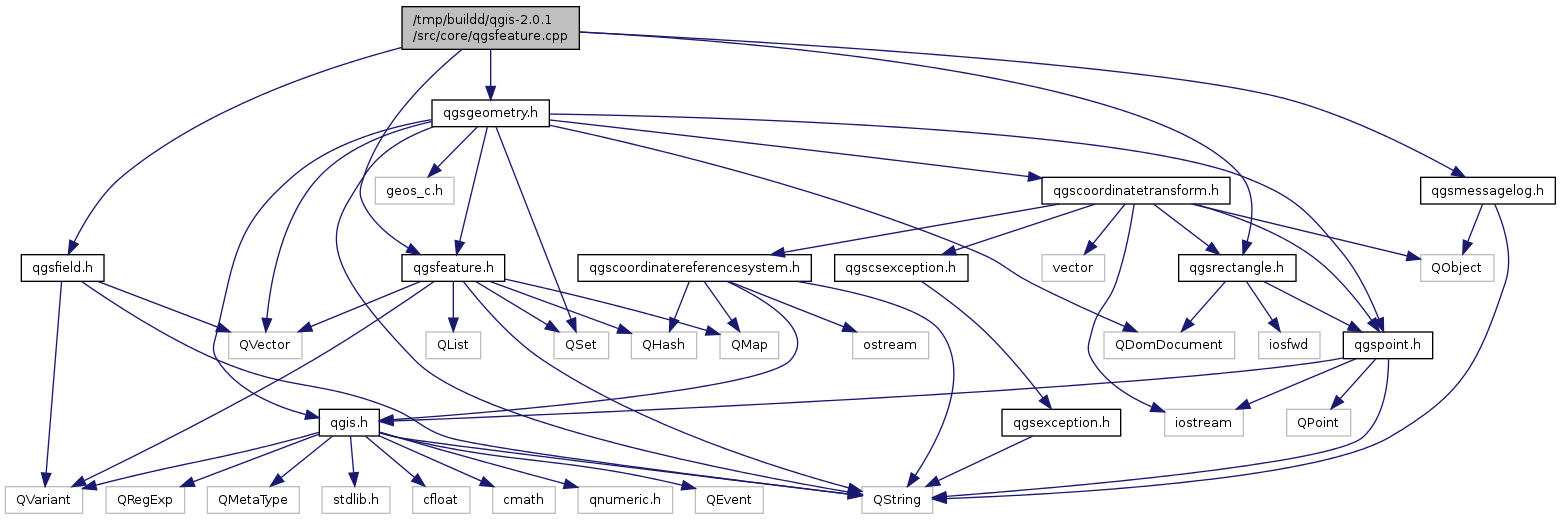 /tmp/buildd/qgis-2.0.1
/src/core/qgsfeature.cpp
qgsgeometry.h
geos_c.h
qgscoordinatetransform.h
qgsmessagelog.h
qgsfield.h
qgsfeature.h
qgscoordinatereferencesystem.h
qgscsexception.h
vector
qgsrectangle.h
QObject
QVector
QList
QSet
QHash
QMap
ostream
QDomDocument
iosfwd
qgspoint.h
qgis.h
qgsexception.h
iostream
QPoint
QVariant
QRegExp
QMetaType
stdlib.h
cfloat
cmath
qnumeric.h
QEvent
QString